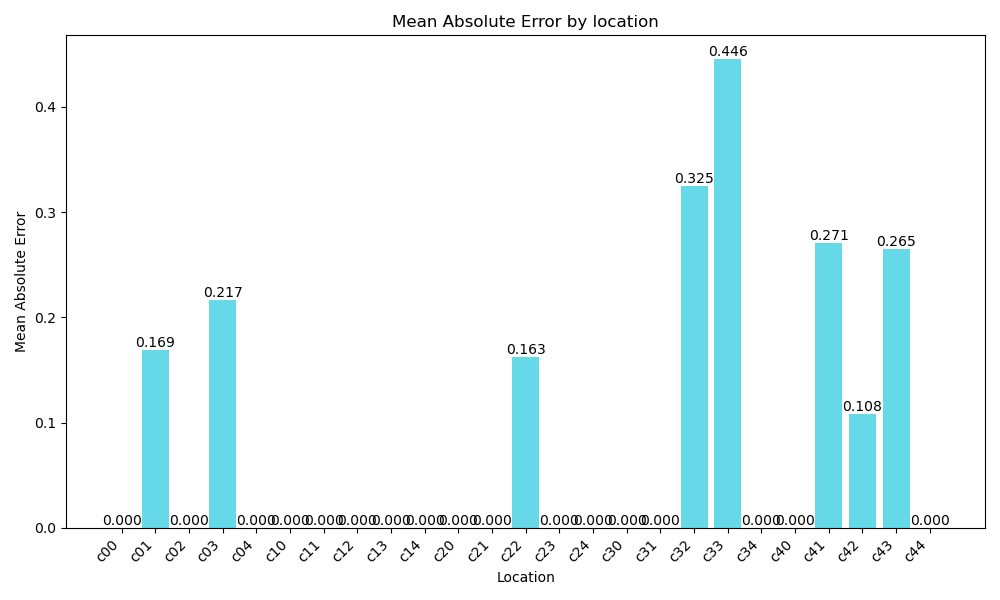 Mean Absolute Error by location
Mean Absolute Error
0.4
0.3
0.2
0.1
0.0
0.000
0.169
0.000
0.217
0.000
0.000
0.000
0.000
0.000
0.000
0.000
0.000
0.163
0.000
0.000
0.000
0.000
0.325
0.446
0.000
0.000
0.271
0.108
0.265
0.000
c00
c01
c02
c03
c04
c10
c11
c12
c13
c14
c20
c21
c22
c23
c24
c30
c31
c32
c33
c34
c40
c41
c42
c43
c44
Location